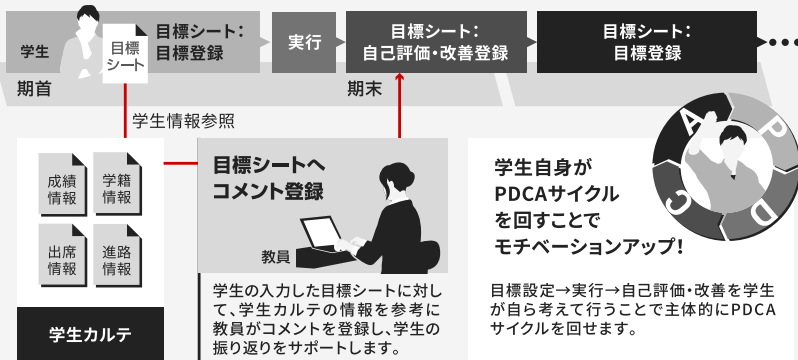 学生
目標
シート
目標シート：
目標登録
実行
目標シート：
自己評価・改善登録
目標シート：
目標登録
期首
期末
学生情報参照
成績
情報
学籍
情報
出席
情報
進路
情報
学生カルテ
目標シートへ
コメント登録
教員
学生の入力した目標シートに対し
て、学生カルテの情報を参考に
教員がコメントを登録し、学生の
振り返りをサポートします。
A
P
C
D
学生自身が
PDCAサイクル
を回すことで
モチベーションアップ！
目標設定→実行→自己評価・改善を学生
が自ら考えて行うことで主体的にPDCA
サイクルを回せます。